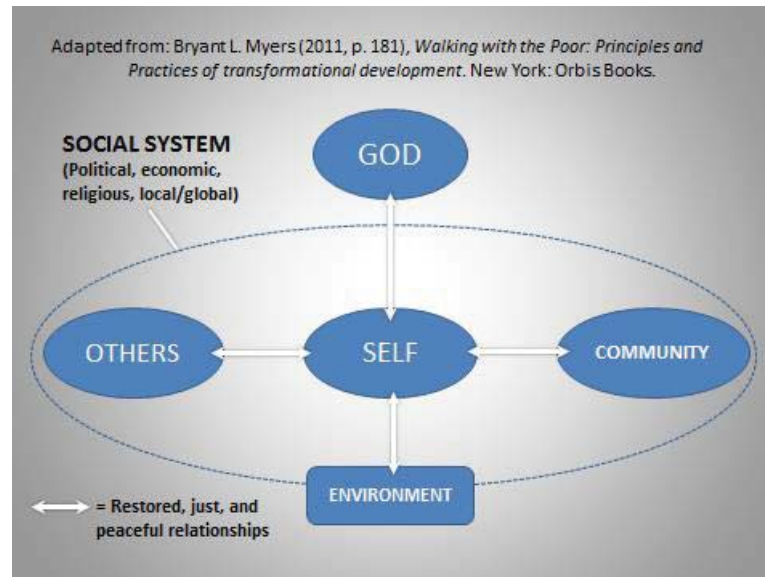 Adapted from: Bryant L. Myers (2011, p. 181), Walking with the Poor: Principles and
Practices of transformational development. New York: Orbis Books.
SOCIAL SYSTEM
(Political, economic,
religious, local/global)
GOD
OTHERS
SELF
COMMUNITY
ENVIRONMENT
= Restored, just, and
peaceful relationships